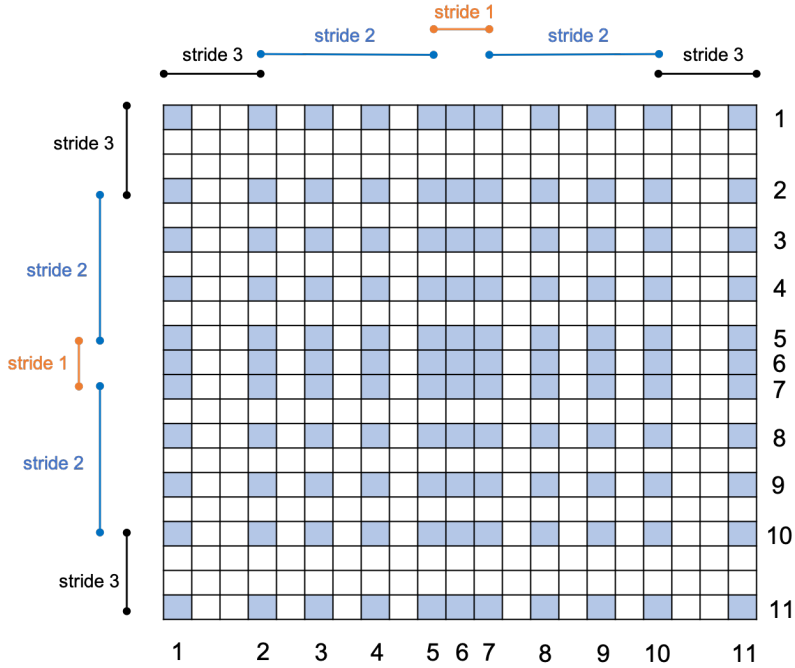 stride 1
stride 2 stride 2
stride 3 stride 3
1
stride 3
2
3
stride 2
4
5
stride 1 6
7
8
stride 2
9
10
stride 3
11
1 2 3 4 5 6 7 8 9 10 11